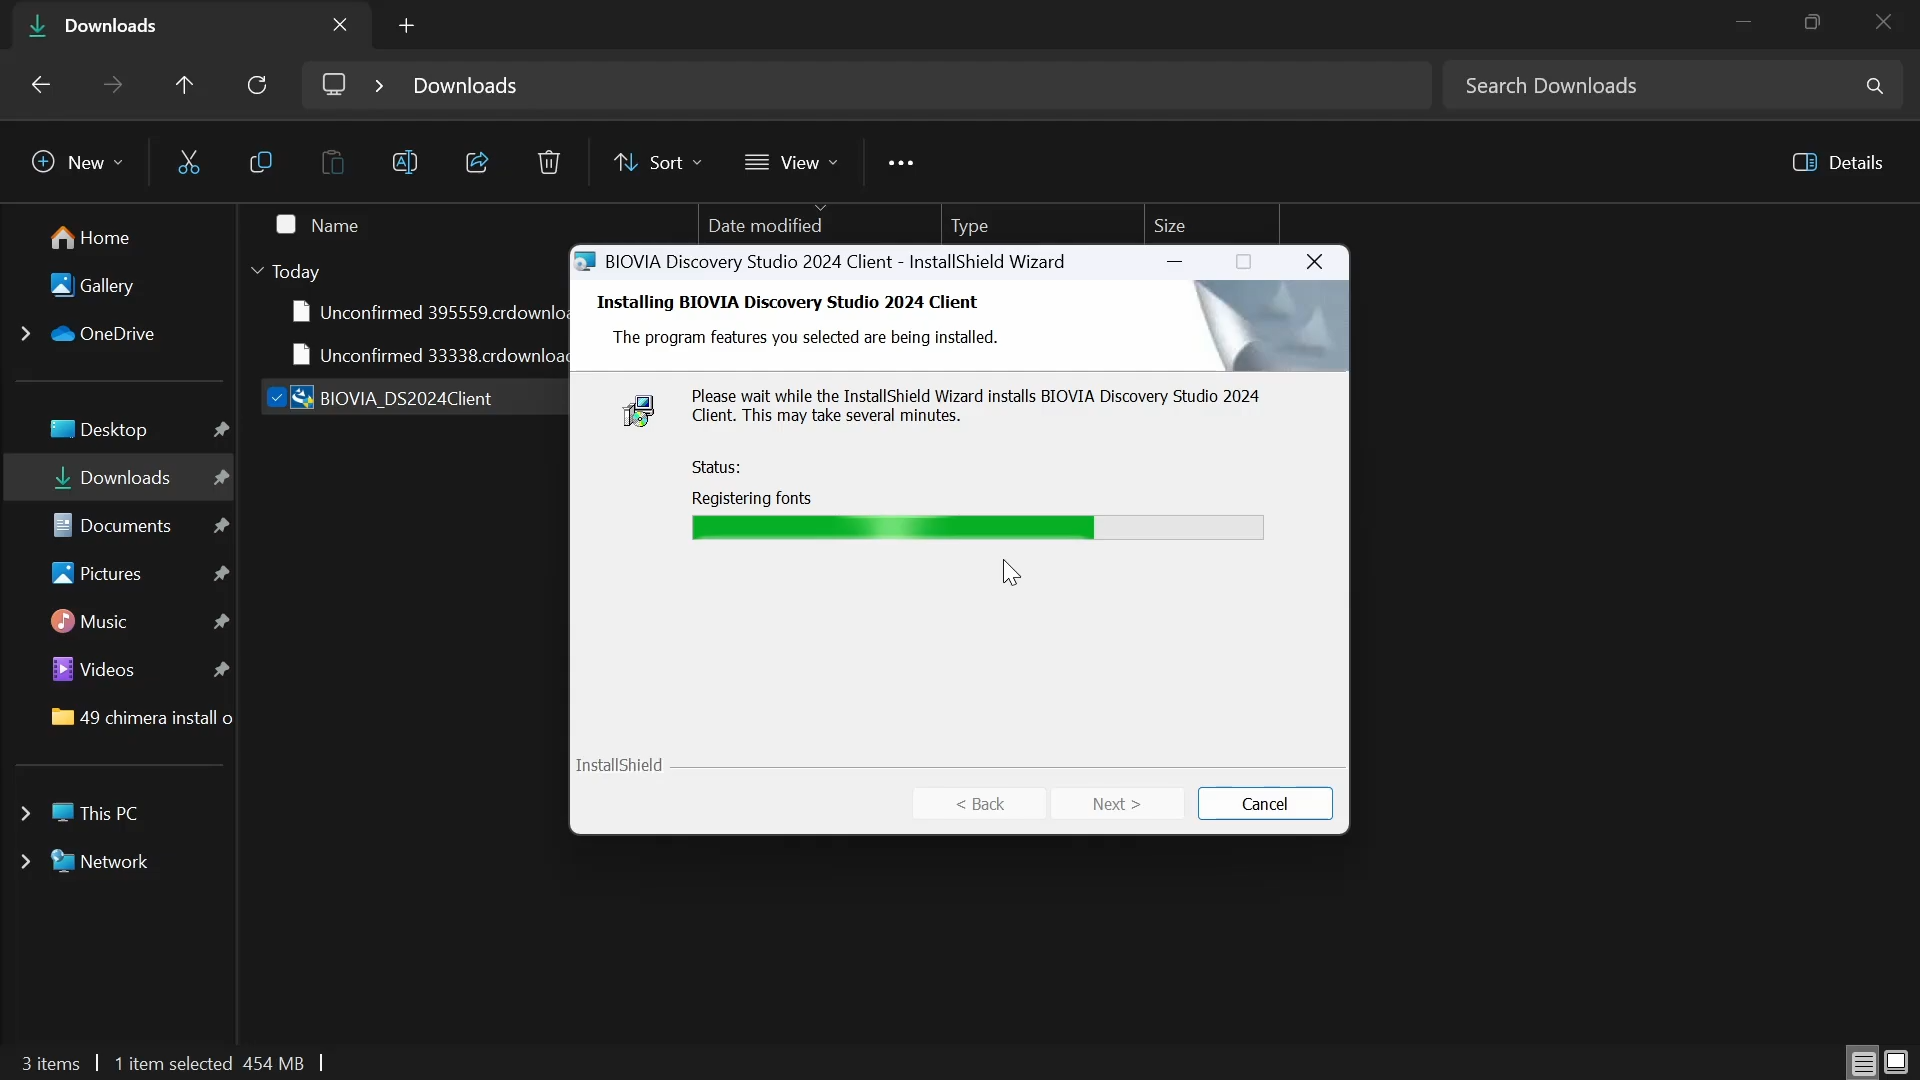 Downloads
Downloads
Search Downloads
New
Sort
View
Details
Home
Gallery
OneDrive
Desktop
Downloads
Documents
Pictures
Music
Videos
49 chimera install o
This PC
Network
Name
Date modified
Type
Size
Today
Unconfirmed 395559.crdownloa
Unconfirmed 33338.crdownload
BIOVIA_DS2024Client
BIOVIA Discovery Studio 2024 Client - InstallShield Wizard
Installing BIOVIA Discovery Studio 2024 Client
The program features you selected are being installed.
Please wait while the InstallShield Wizard installs BIOVIA Discovery Studio 2024
Client. This may take several minutes.
Status:
Registering fonts
InstallShield
< Back
Next >
Cancel
3 items
1 item selected 454 MB